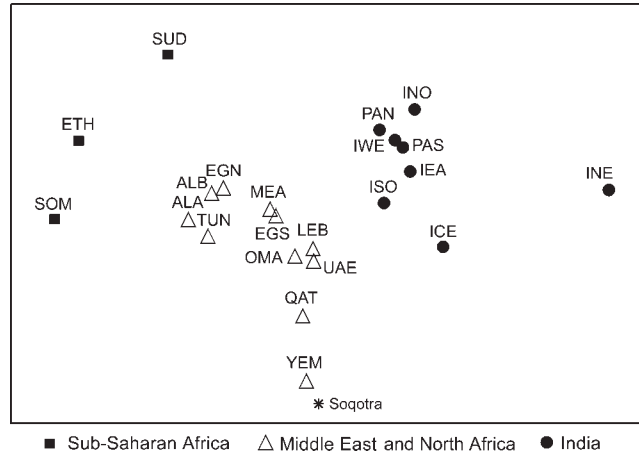 SUD
INO
PAN
ETH
IWE
PAS
EGN
IEA
ALB
INE
MEA
ISO
ALA
SOM
TUN
EGS
LEB
ICE
OMA
UAE
QAT
YEM
Soqotra
Sub-Saharan Africa Middle East and North Africa India